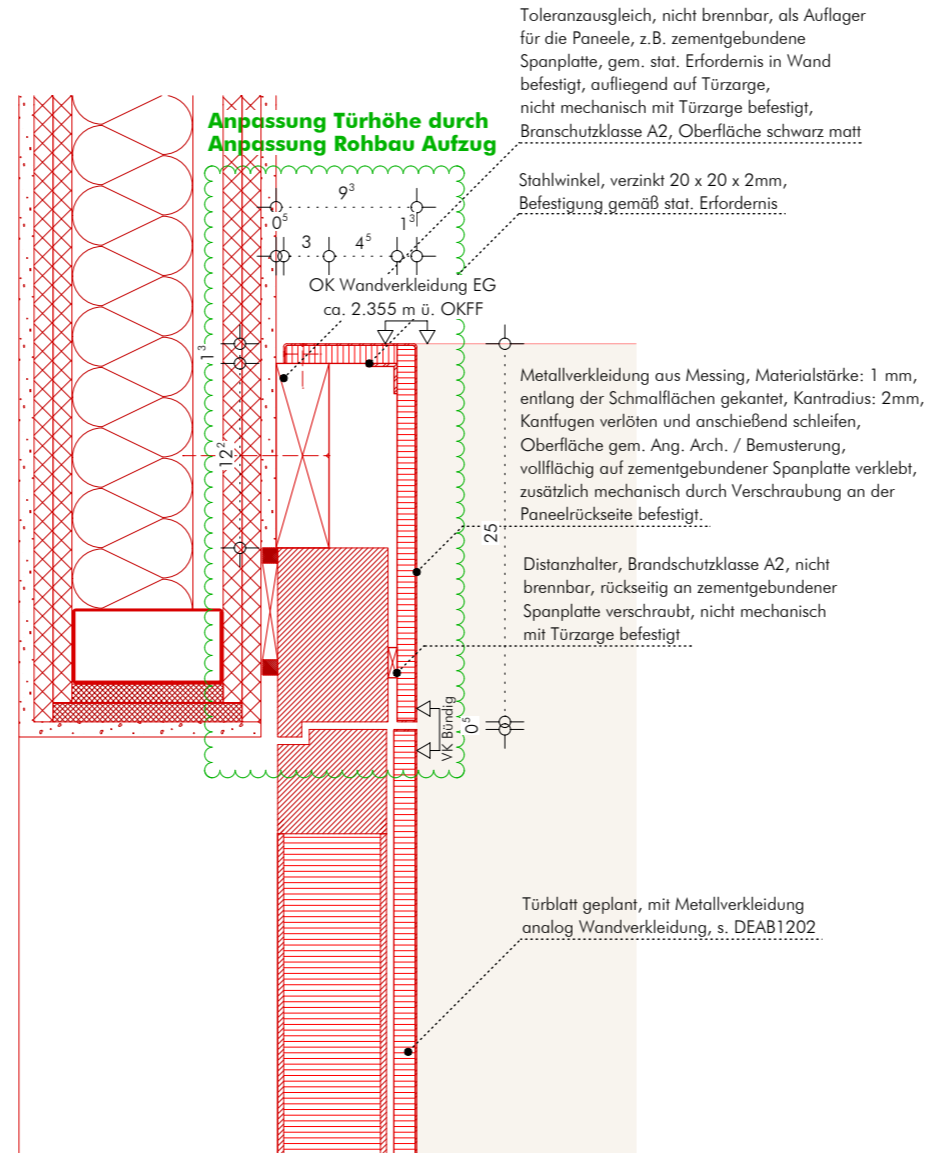 Toleranzausgleich, nicht brennbar, als Auflager
für die Paneele, z.B. zementgebundene
Spanplatte, gem. stat. Erfordernis in Wand
befestigt, aufliegend auf Türzarge,
nicht mechanisch mit Türzarge befestigt,
Branschutzklasse A2, Oberfläche schwarz matt
Anpassung Türhöhe durch
Anpassung Rohbau Aufzug
Stahlwinkel, verzinkt 20 x 20 x 2mm,
Befestigung gemäß stat. Erfordernis
9³
0⁵ 1³
3 4⁵
OK Wandverkleidung EG
ca. 2.355 m ü. OKFF
1³
12²
Metallverkleidung aus Messing, Materialstärke: 1 mm,
entlang der Schmalflächen gekantet, Kantradius: 2mm,
Kantfugen verlöten und anschießend schleifen,
Oberfläche gem. Ang. Arch. / Bemusterung,
vollflächig auf zementgebundener Spanplatte verklebt,
zusätzlich mechanisch durch Verschraubung an der
Paneelrückseite befestigt.
25
Distanzhalter, Brandschutzklasse A2, nicht
brennbar, rückseitig an zementgebundener
Spanplatte verschraubt, nicht mechanisch
mit Türzarge befestigt
VK Bündig
0⁵
Türblatt geplant, mit Metallverkleidung
analog Wandverkleidung, s. DEAB1202